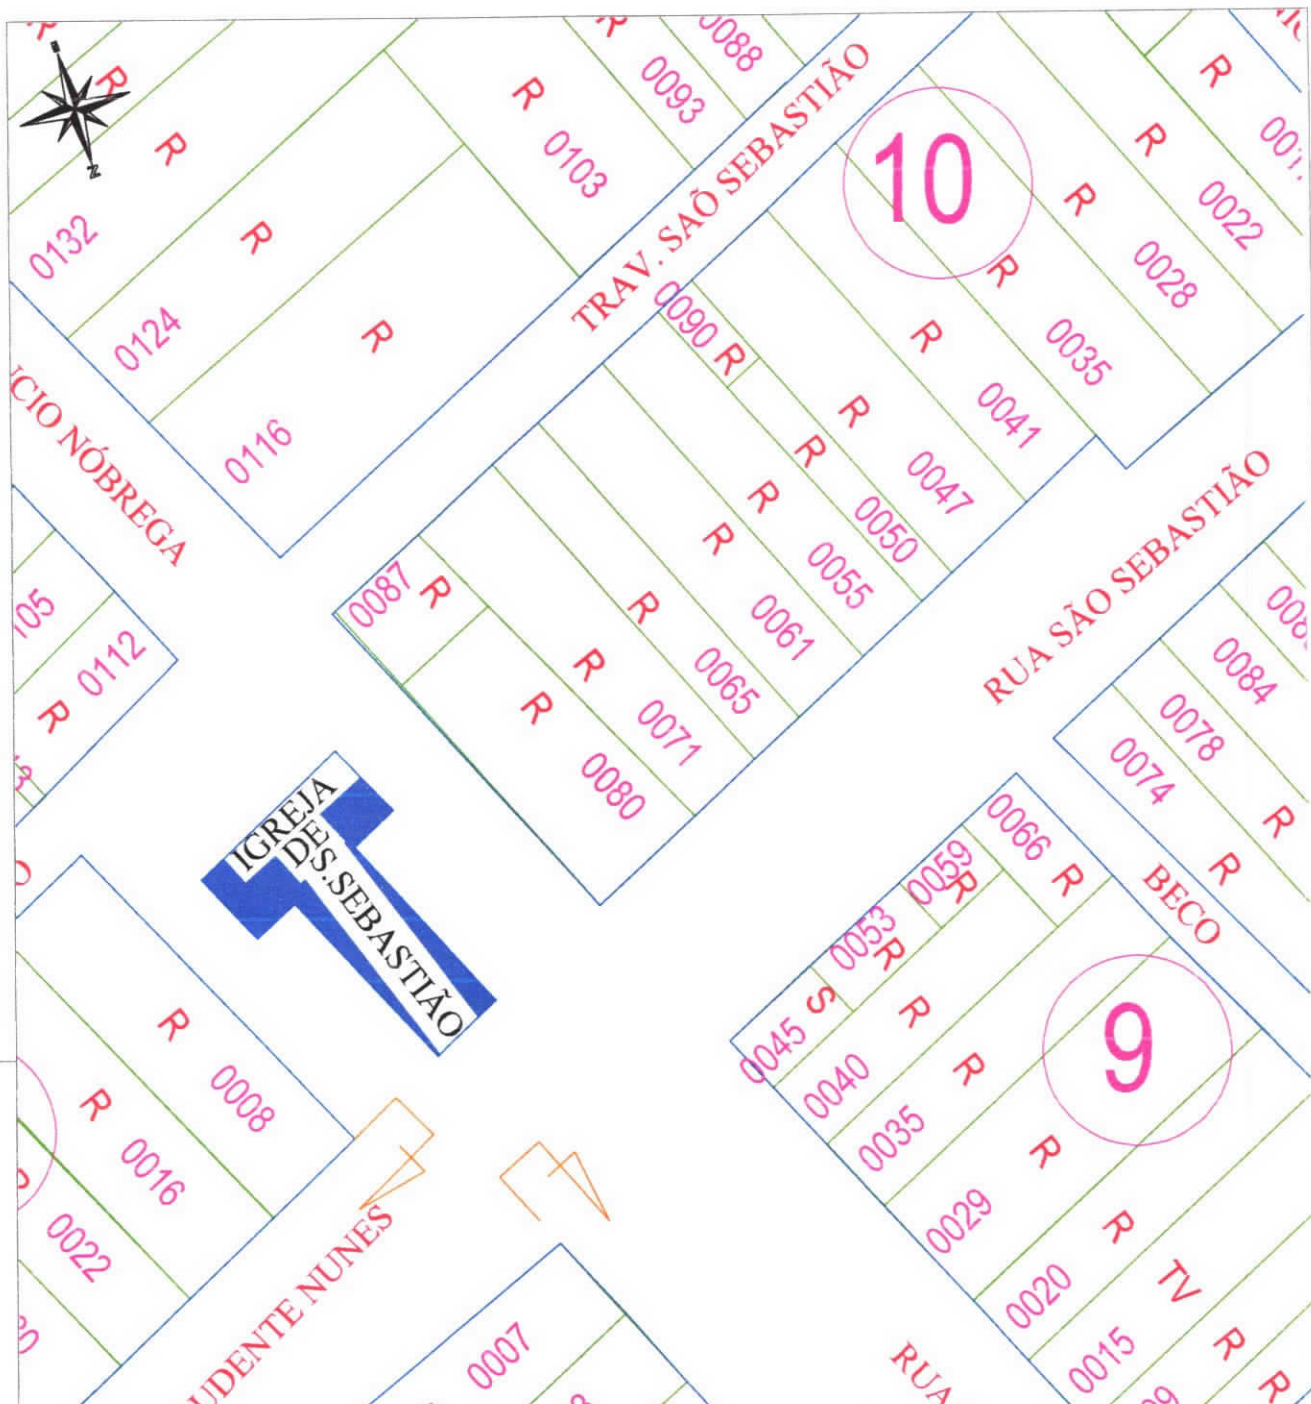 R
R
R
R
R
0132
0124
0116
R
0103
R
0093
0088
TRAV. SAÕ SEBASTIÃO
10
R
R
0022
R
0028
R
0035
R
0041
R
0047
R
0050
0090
R
R
0055
R
0061
R
0065
R
0071
R
0080
0087
R
NÓBREGA
0112
R
IGREJA
DE S.SEBASTIÃO
RUA SÃO SEBASTIÃO
0084
0078
0074
R
R
BECO
0066
R
0059
R
0053
R
S
0045
R
0040
R
0035
9
R
0029
R
0020
TV
0015
R
R
R
0008
R
0016
0022
N
NUNES
0007
RUA